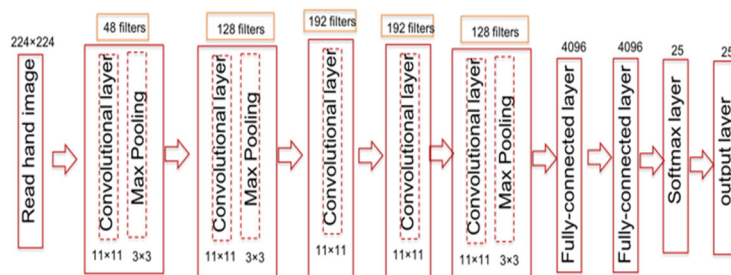 48 filters
128 filters
192 filters
192 filters
128 filters
224×224
4096
4096
25
25
Read hand image
Convolutional layer
Max Pooling
11×11
3×3
Convolutional layer
Max Pooling
11×11
3×3
Convolutional layer
11×11
Convolutional layer
11×11
Convolutional layer
Max Pooling
11×11
3×3
Fully-connected layer
Fully-connected layer
Softmax layer
output layer